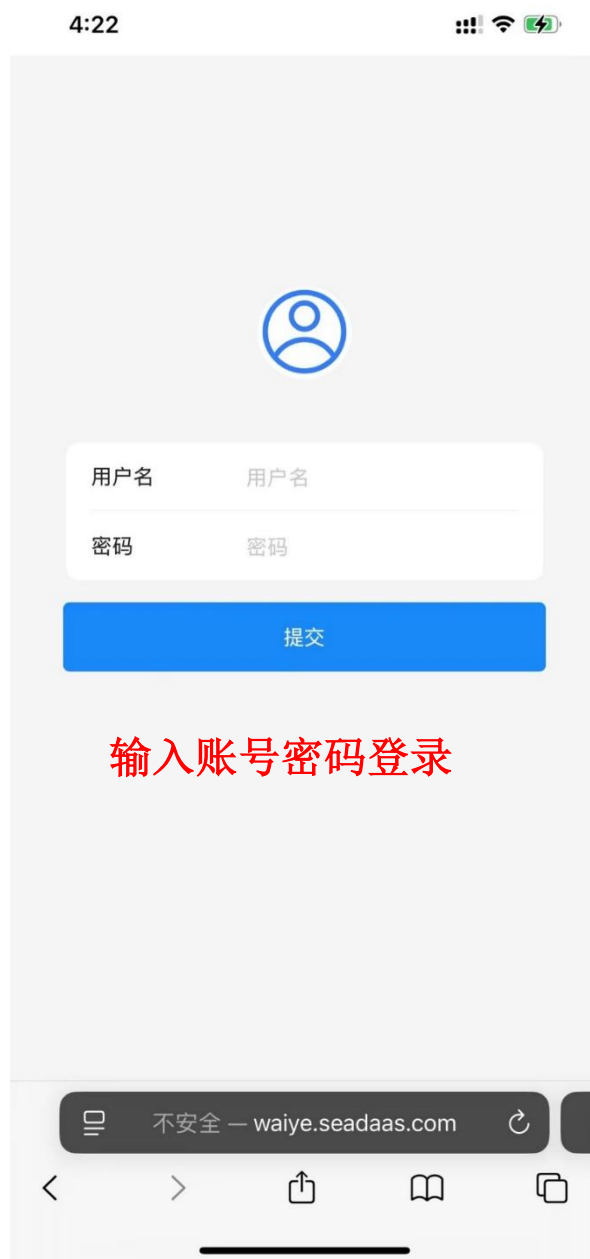 4:22
用户名 用户名
密码 密码
提交
输入账号密码登录
不安全 — waiye.seadaas.com